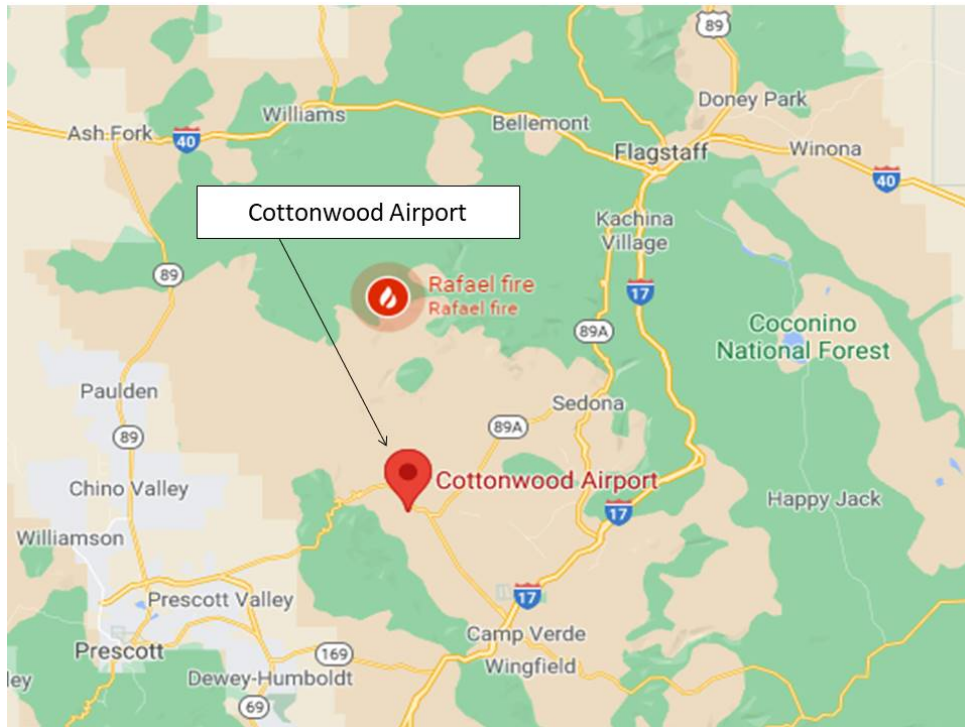 89
Doney Park
Williams
Bellemont
Ash Fork
40
Flagstaff
Winona
40
Cottonwood Airport
Kachina
Village
89
Rafael fire
Rafael fire
17
89A
Coconino
National Forest
Paulden
Sedona
89A
89
Cottonwood Airport
Chino Valley
Happy Jack
17
Williamson
17
Prescott Valley
Camp Verde
Prescott
169
Wingfield
ley
Dewey-Humboldt
69